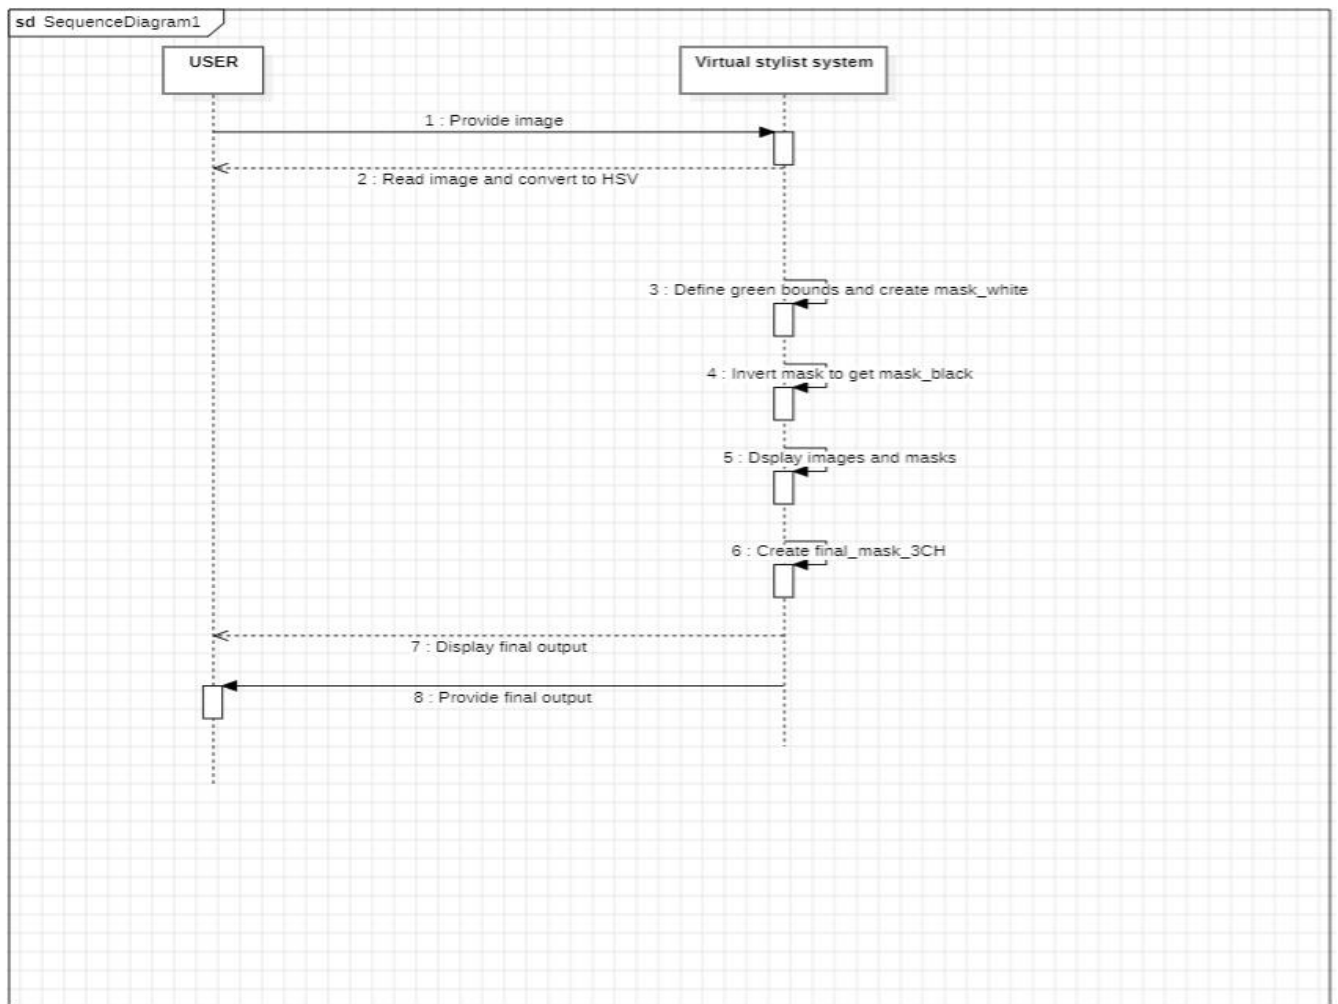 sd SequenceDiagram1
USER
Virtual stylist system
1 : Provide image
2 : Read image and convert to HSV
3 : Define green bounds and create mask_white
4 : Invert mask to get mask_black
5 : Dsplay images and masks
6 : Create final_mask_3CH
7 : Display final output
8 : Provide final output